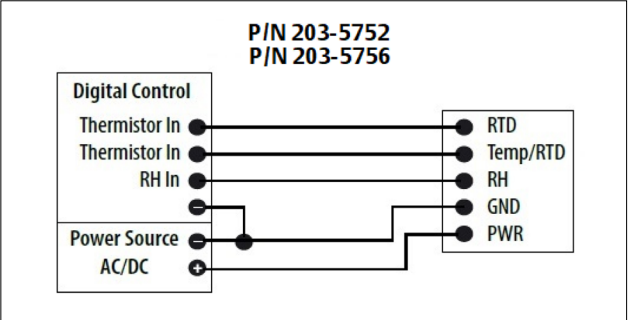 P/N 203-5752
P/N 203-5756
Digital Control
Thermistor In
Thermistor In
RH In
−
Power Source −
AC/DC +
RTD
Temp/RTD
RH
GND
PWR